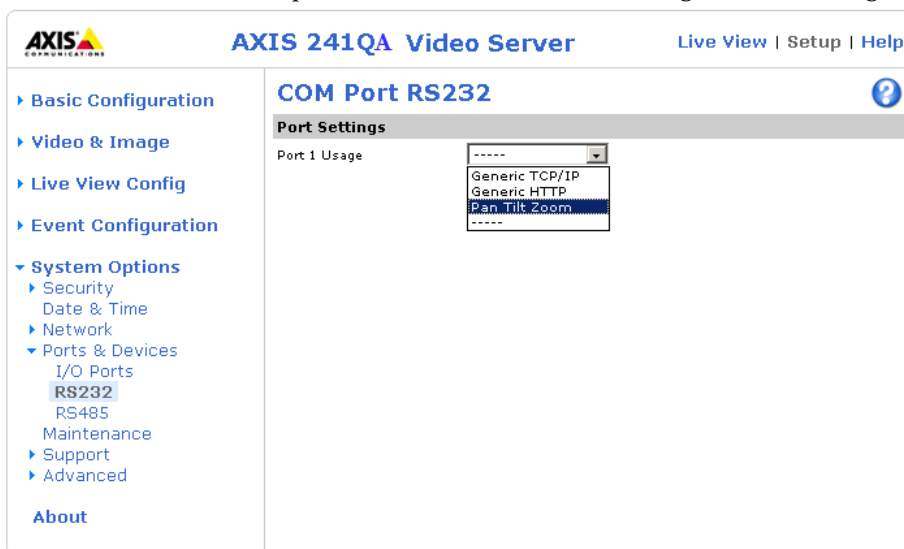 AXIS
COMMUNICATIONS
AXIS 241QA Video Server
Live View | Setup | Help
Basic Configuration
Video & Image
Live View Config
Event Configuration
System Options
Security
Date & Time
Network
Ports & Devices
I/O Ports
RS232
RS485
Maintenance
Support
Advanced
About
COM Port RS232
?
Port Settings
Port 1 Usage
-----
Generic TCP/IP
Generic HTTP
Pan Tilt Zoom
-----